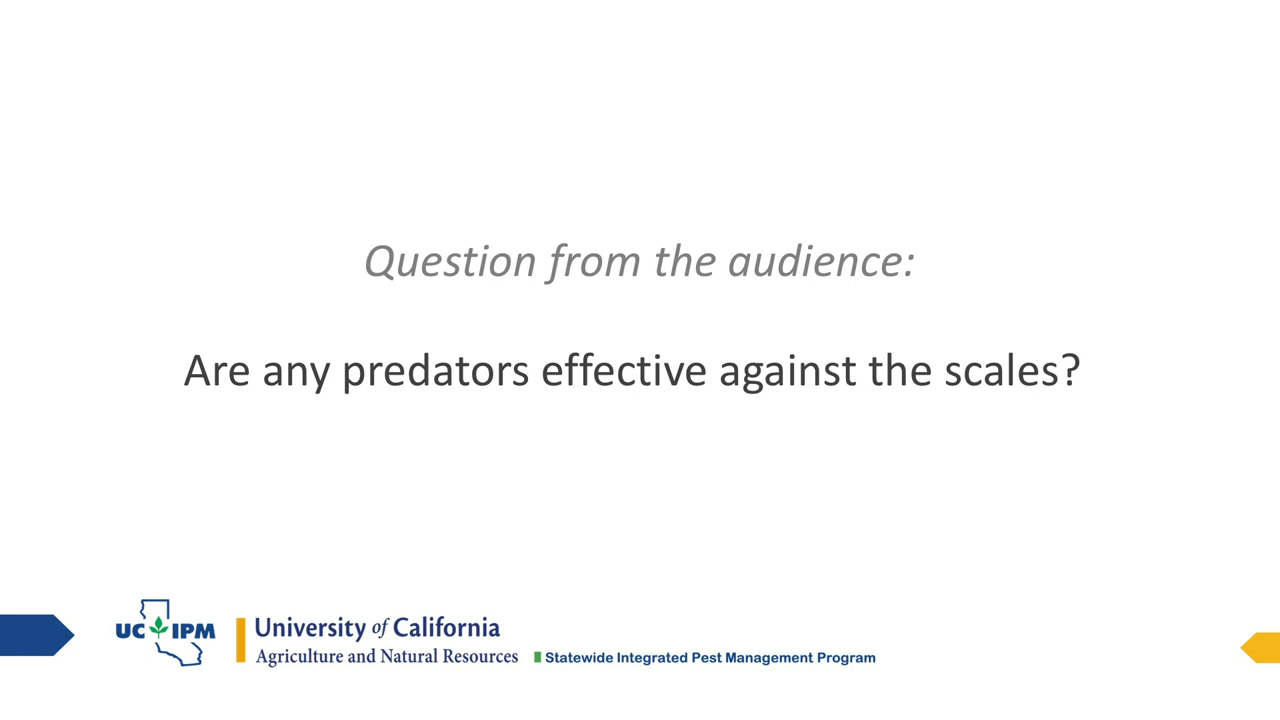 Question from the audience:
Are any predators effective against the scales?
UC IPM
University of California
Agriculture and Natural Resources
Statewide Integrated Pest Management Program